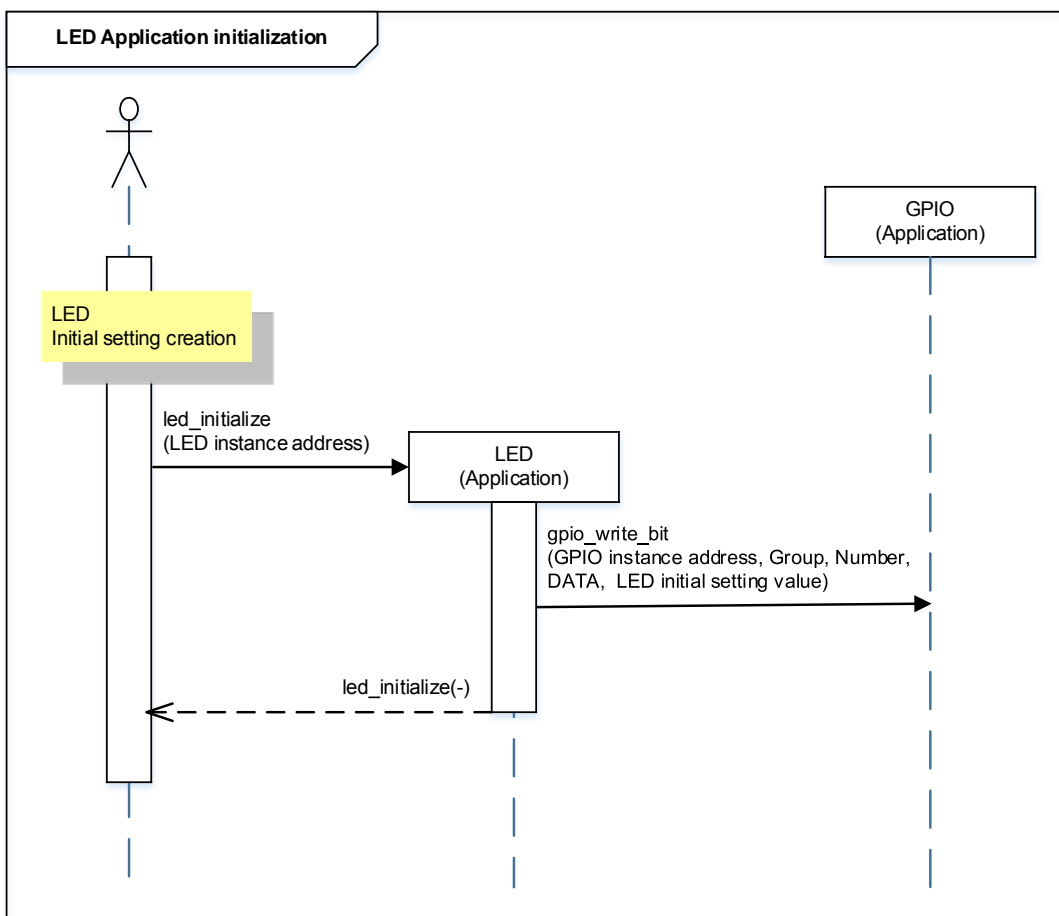 LED Application initialization
GPIO
(Application)
LED
Initial setting creation
led_initialize
(LED instance address)
LED
(Application)
gpio_write_bit
(GPIO instance address, Group, Number,
DATA,  LED initial setting value)
led_initialize(-)